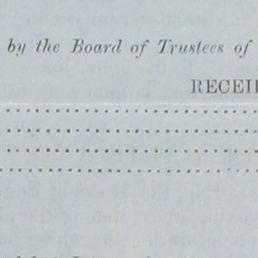 by the Board of Trustees of
RECEI